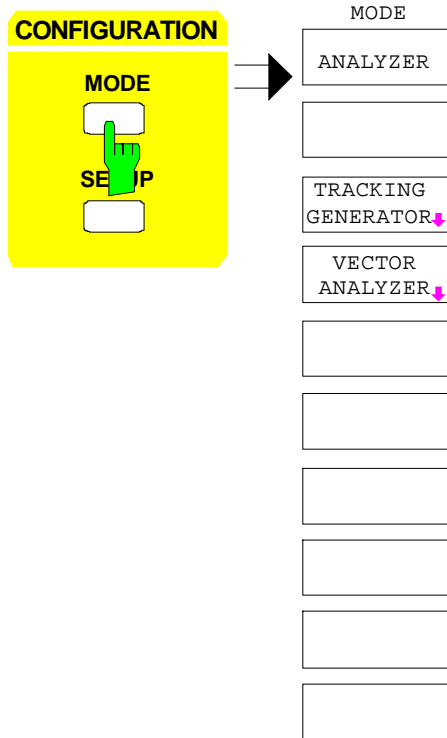 CONFIGURATION
MODE
SETUP
MODE
ANALYZER
TRACKING
GENERATOR
VECTOR
ANALYZER